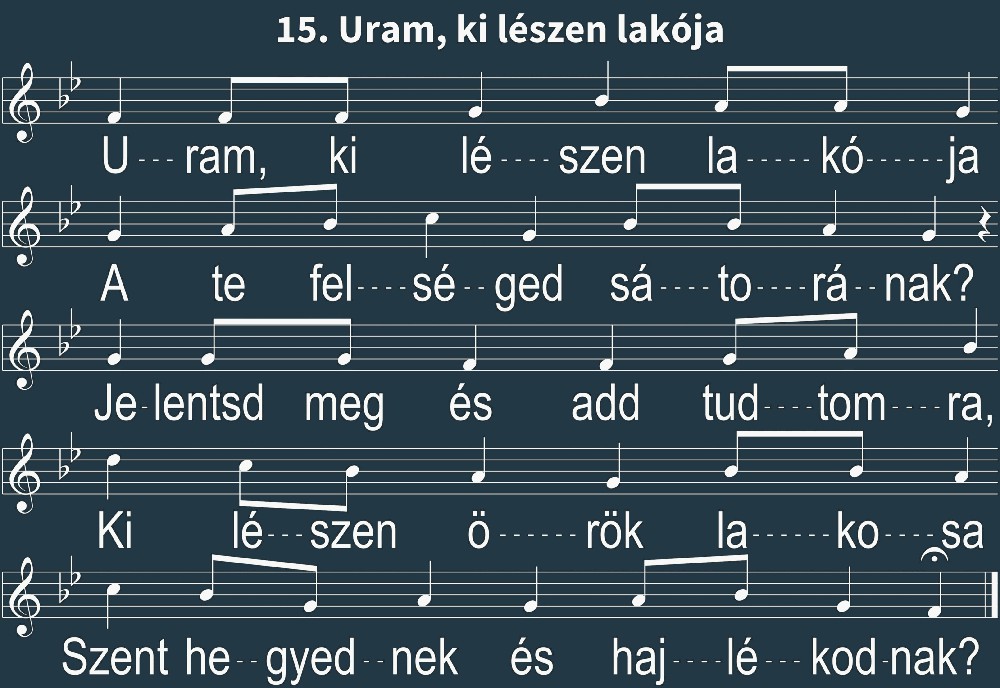 15. Uram, ki lészen lakója
U---ram, ki lé----szen la-----kó------ja
A te fel----sé--ged sá----to----rá--nak?
Je-lentsd meg és add tud----tom----ra,
Ki lé---szen ö------rök la------ko----sa
Szent he--gyed--nek és haj----lé---kod-nak?